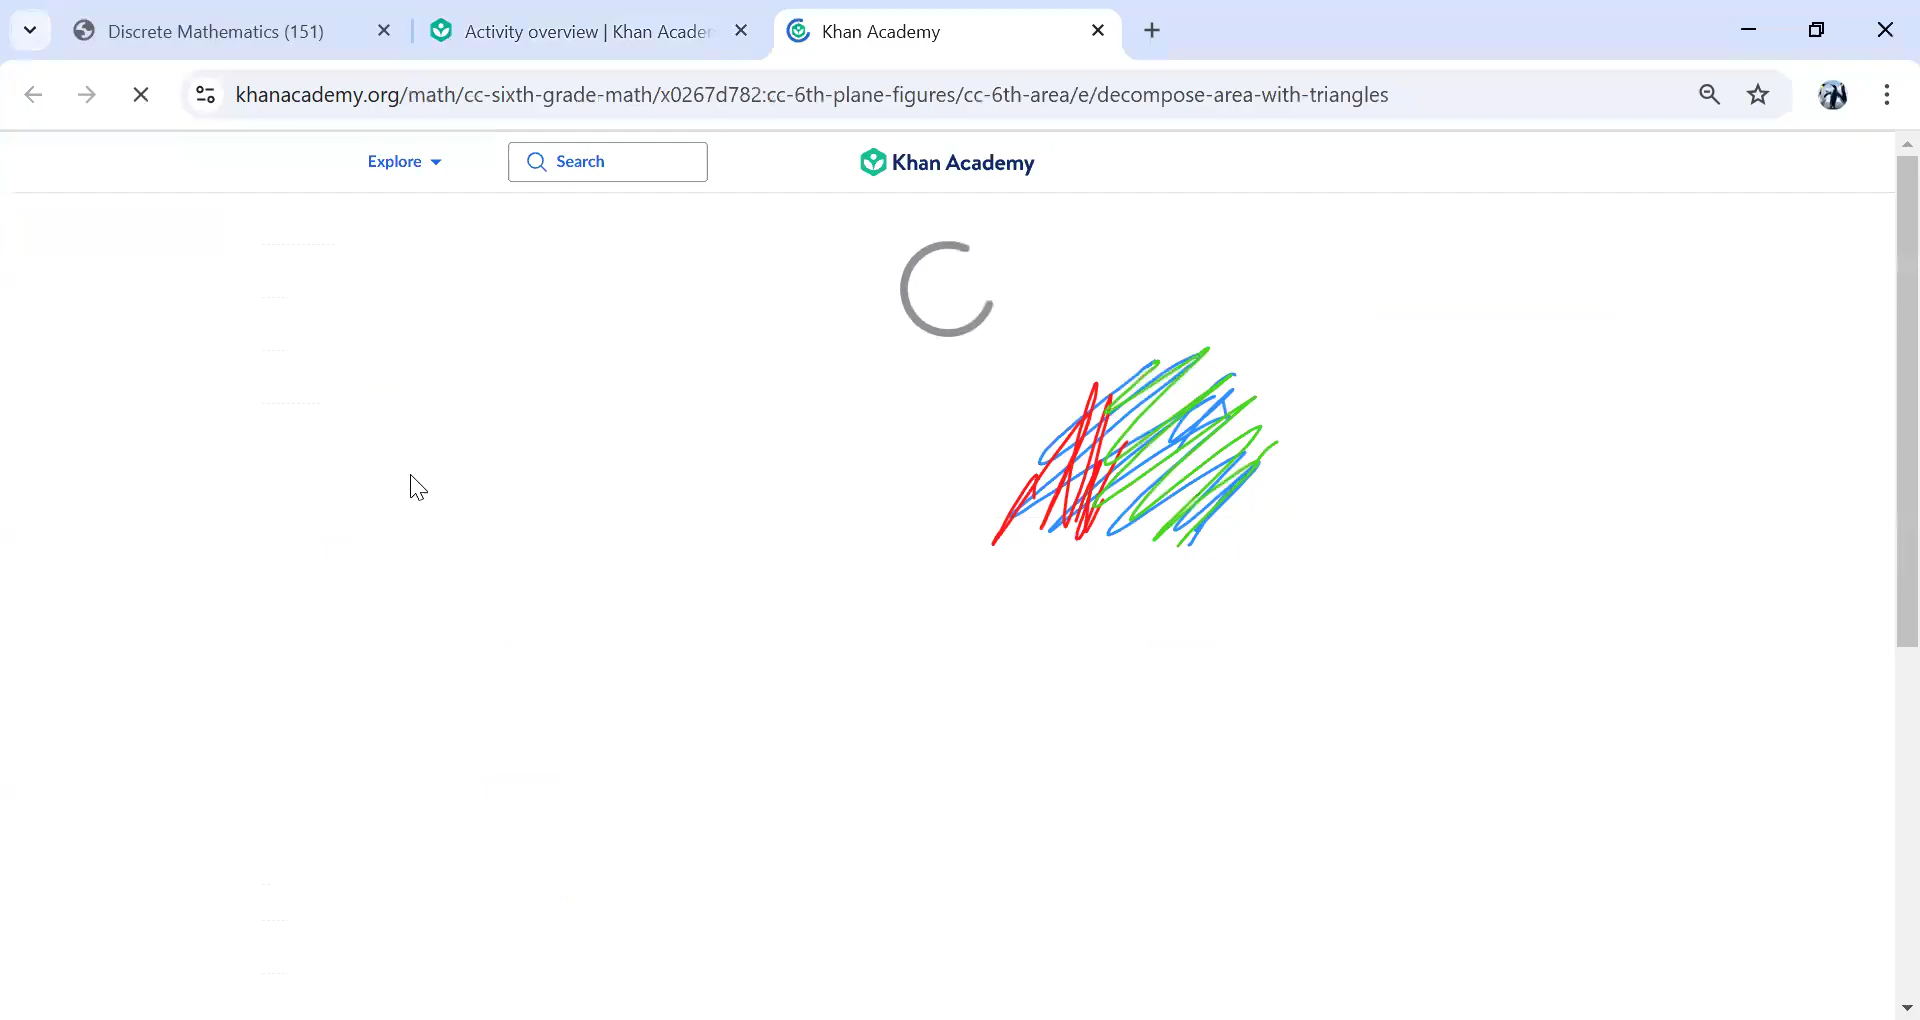 Discrete Mathematics (151)
Activity overview | Khan Acader
Khan Academy
khanacademy.org/math/cc-sixth-grade-math/x0267d782:cc-6th-plane-figures/cc-6th-area/e/decompose-area-with-triangles
Explore
Search
Khan Academy